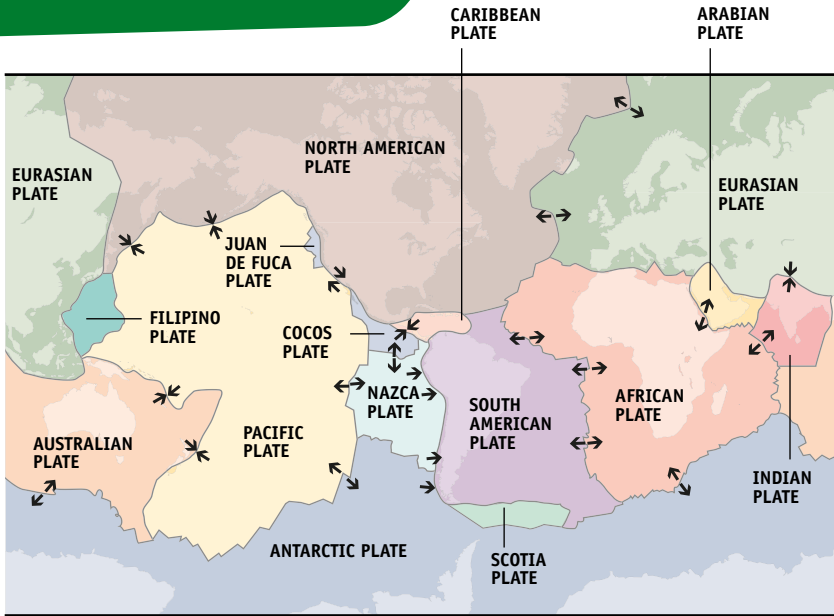 CARIBBEAN
PLATE
ARABIAN
PLATE
NORTH AMERICAN
PLATE
EURASIAN
PLATE
EURASIAN
PLATE
JUAN
DE FUCA
PLATE
FILIPINO
PLATE
COCOS
PLATE
NAZCA
PLATE
SOUTH
AMERICAN
PLATE
AFRICAN
PLATE
AUSTRALIAN
PLATE
PACIFIC
PLATE
INDIAN
PLATE
ANTARCTIC PLATE
SCOTIA
PLATE